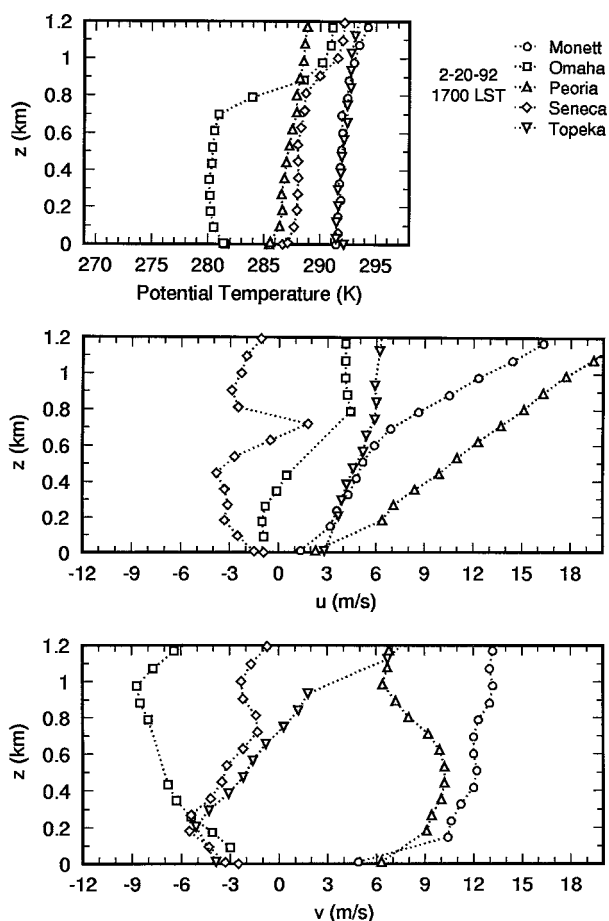 1.2
1
0.8
0.6
0.4
0.2
0
z (km)
270 275 280 285 290 295
Potential Temperature (K)
2-20-92
1700 LST
Monett
Omaha
Peoria
Seneca
Topeka
1.2
1
0.8
0.6
0.4
0.2
0
z (km)
-12 -9 -6 -3 0 3 6 9 12 15 18
u (m/s)
1.2
1
0.8
0.6
0.4
0.2
0
z (km)
-12 -9 -6 -3 0 3 6 9 12 15 18
v (m/s)